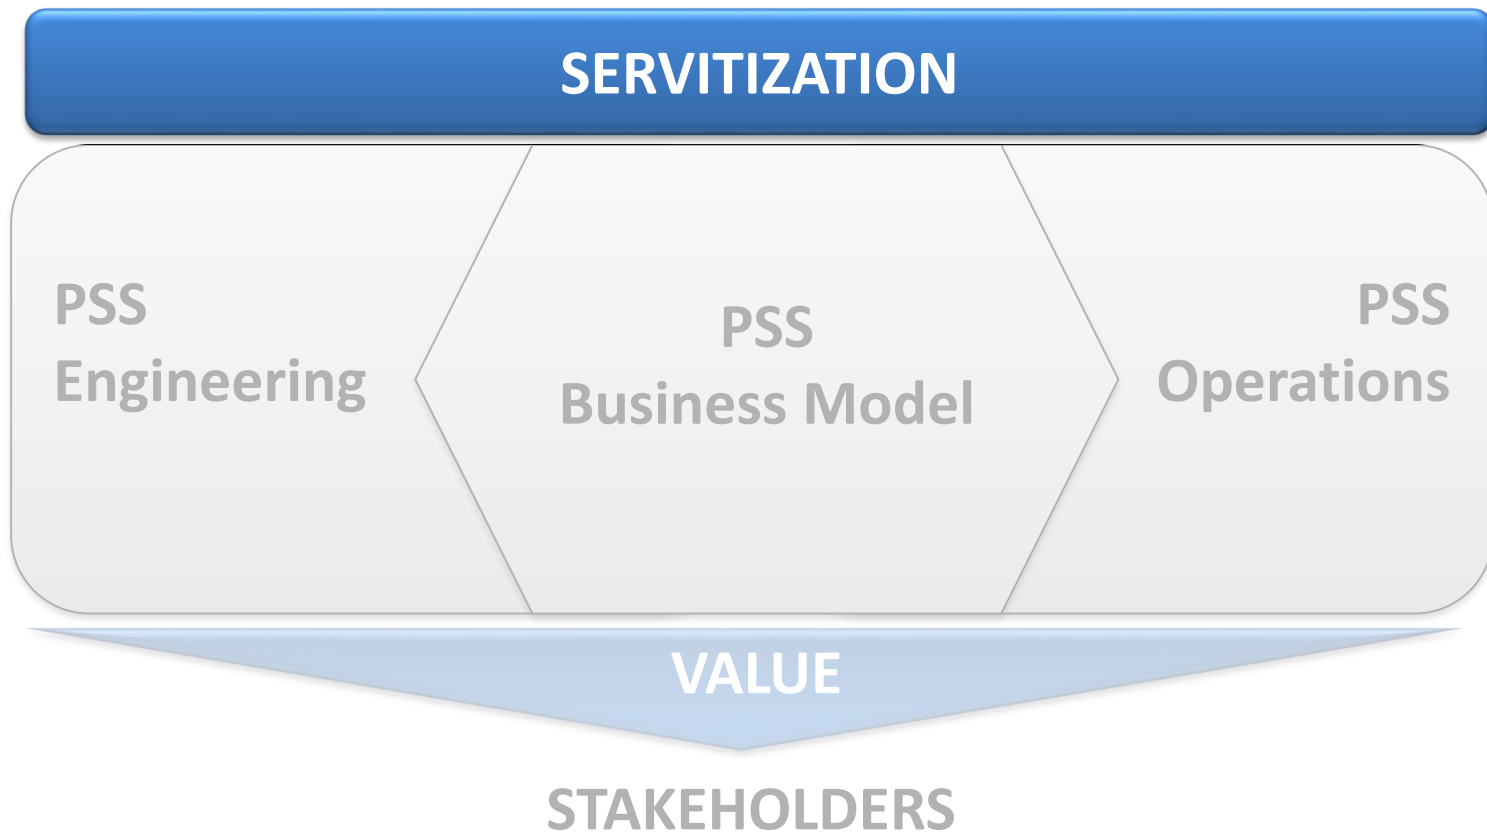 SERVITIZATION
PSS
Engineering
PSS
Business Model
PSS
Operations
VALUE
STAKEHOLDERS